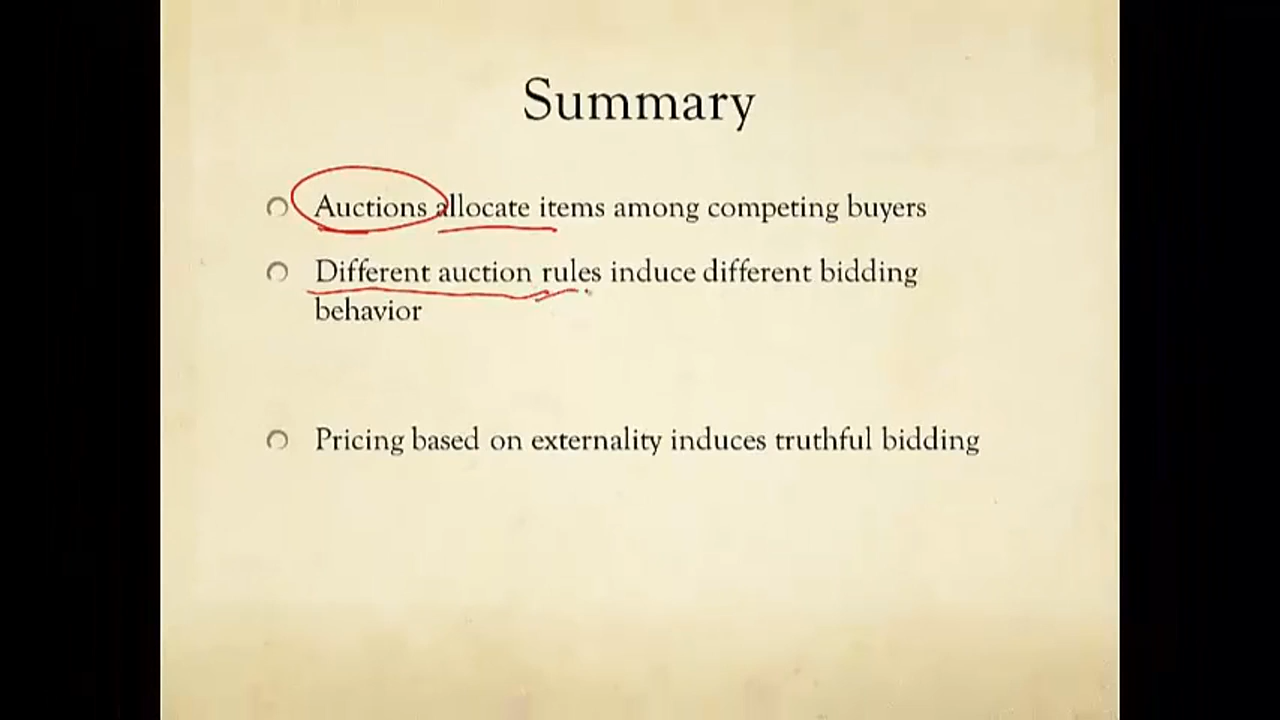 Summary
Auctions allocate items among competing buyers
Different auction rules induce different bidding
behavior
Pricing based on externality induces truthful bidding